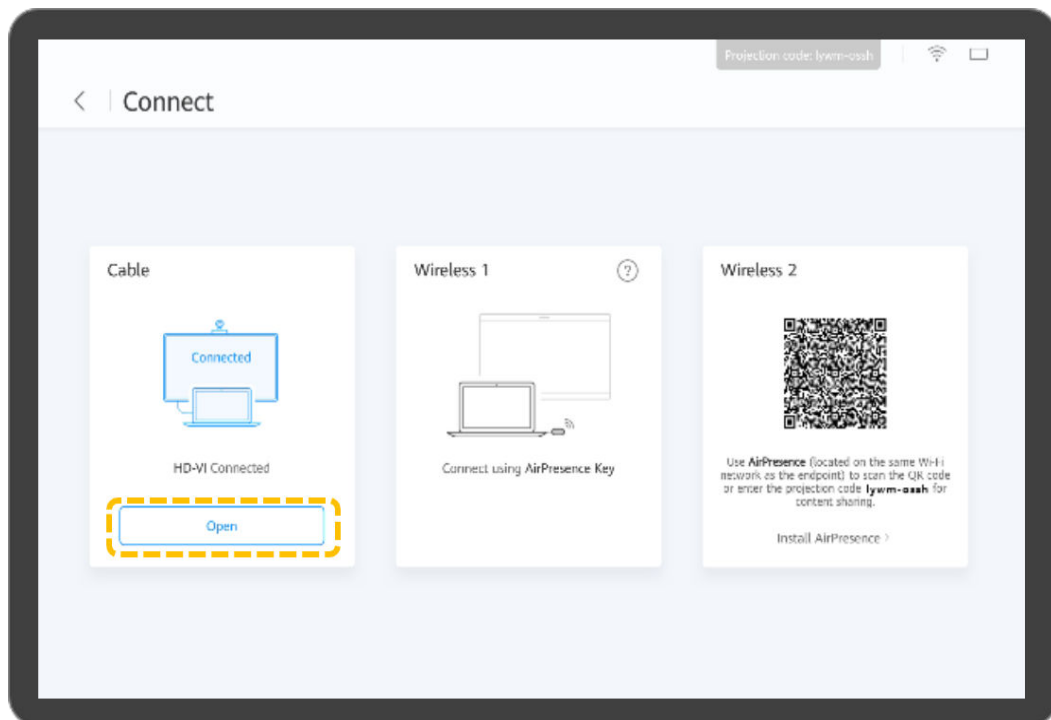 Projection code: lywm-ossh
Connect
Cable
Connected
HD-VI Connected
Open
Wireless 1
?
Connect using AirPresence Key
Wireless 2
Use AirPresence (located on the same Wi-Fi
network as the endpoint) to scan the QR code
or enter the projection code lywm-ossh for
content sharing.
Install AirPresence >